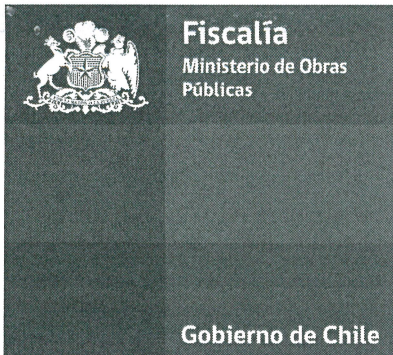 Fiscalía
Ministerio de Obras
Públicas
Gobierno de Chile